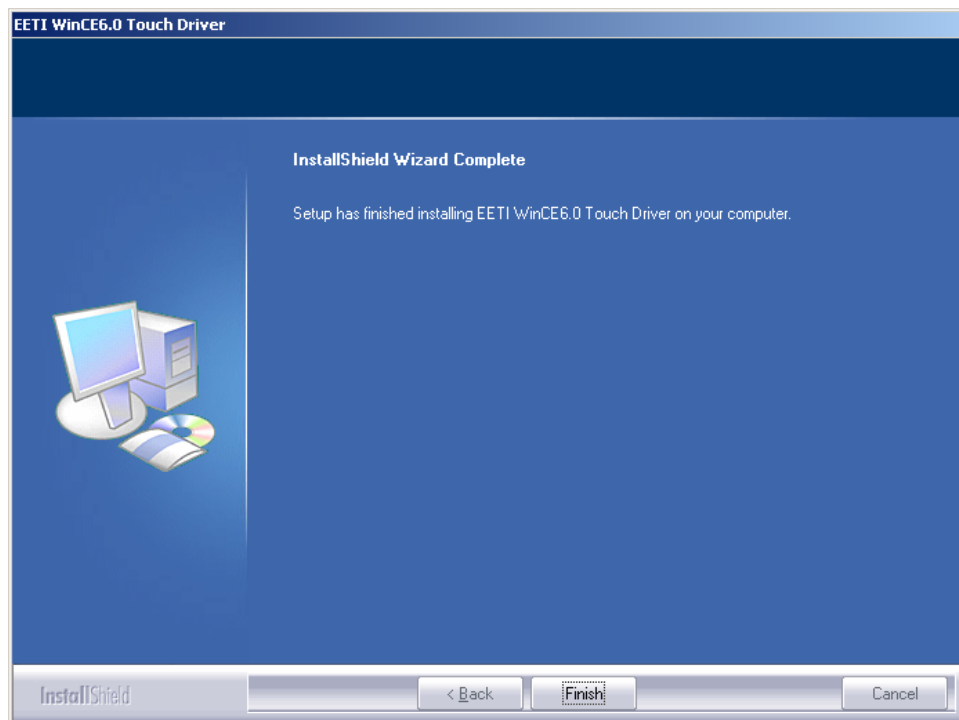 EETI WinCE6.0 Touch Driver
InstallShield Wizard Complete
Setup has finished installing EETI WinCE6.0 Touch Driver on your computer.
InstallShield
< Back
Finish
Cancel